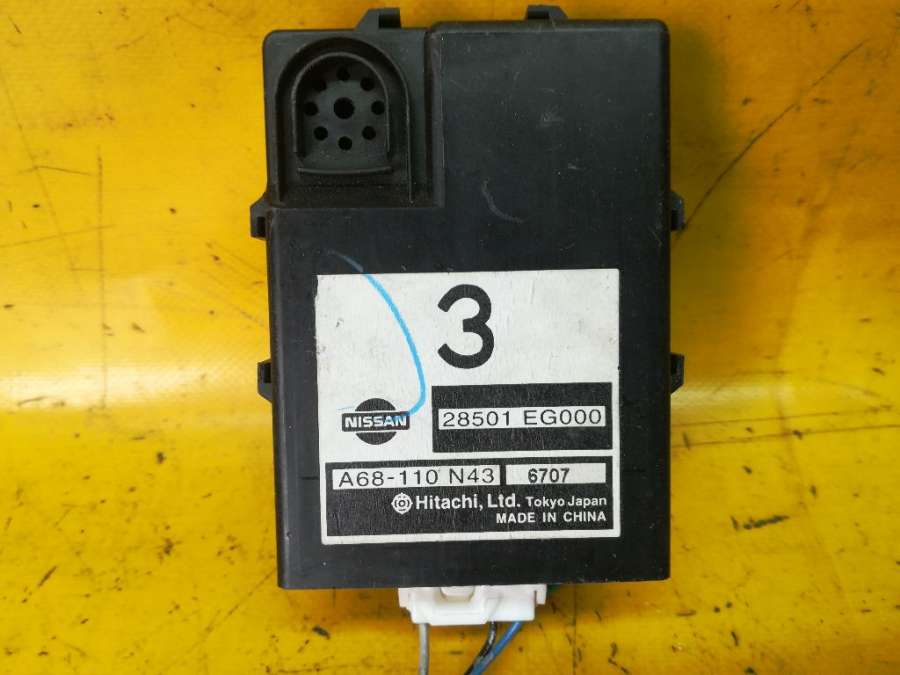 3
NISSAN
28501 EG000
A68-110 N43 6707
Hitachi, Ltd. Tokyo Japan
MADE IN CHINA